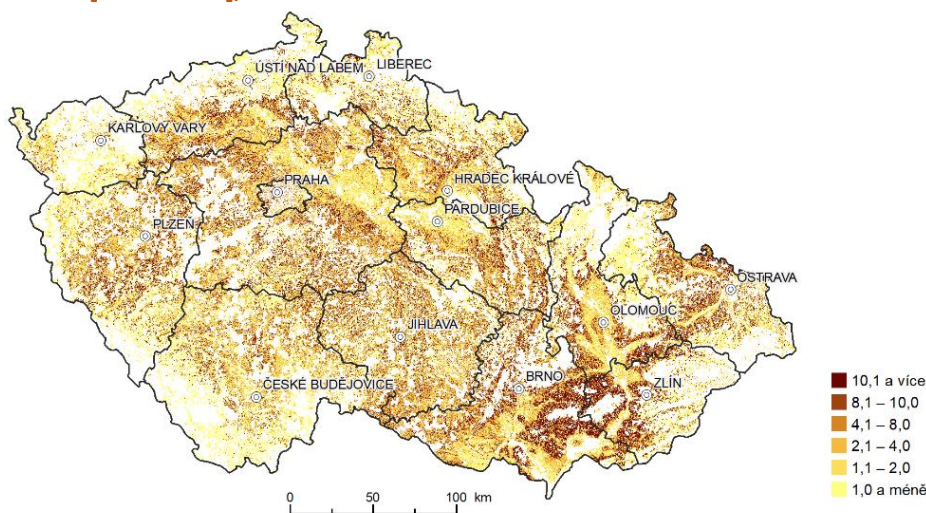 ÚSTÍ NAD LABEM
LIBEREC
KARLOVY VARY
PRAHA
HRADEC KRÁLOVÉ
PARDUBICE
PLZEŇ
OSTRAVA
OLOMOUC
JIHLAVA
BRNO
ZLÍN
ČESKÉ BUDĚJOVICE
10,1 a více
8,1 – 10,0
4,1 – 8,0
2,1 – 4,0
1,1 – 2,0
1,0 a méně
0 50 100 km